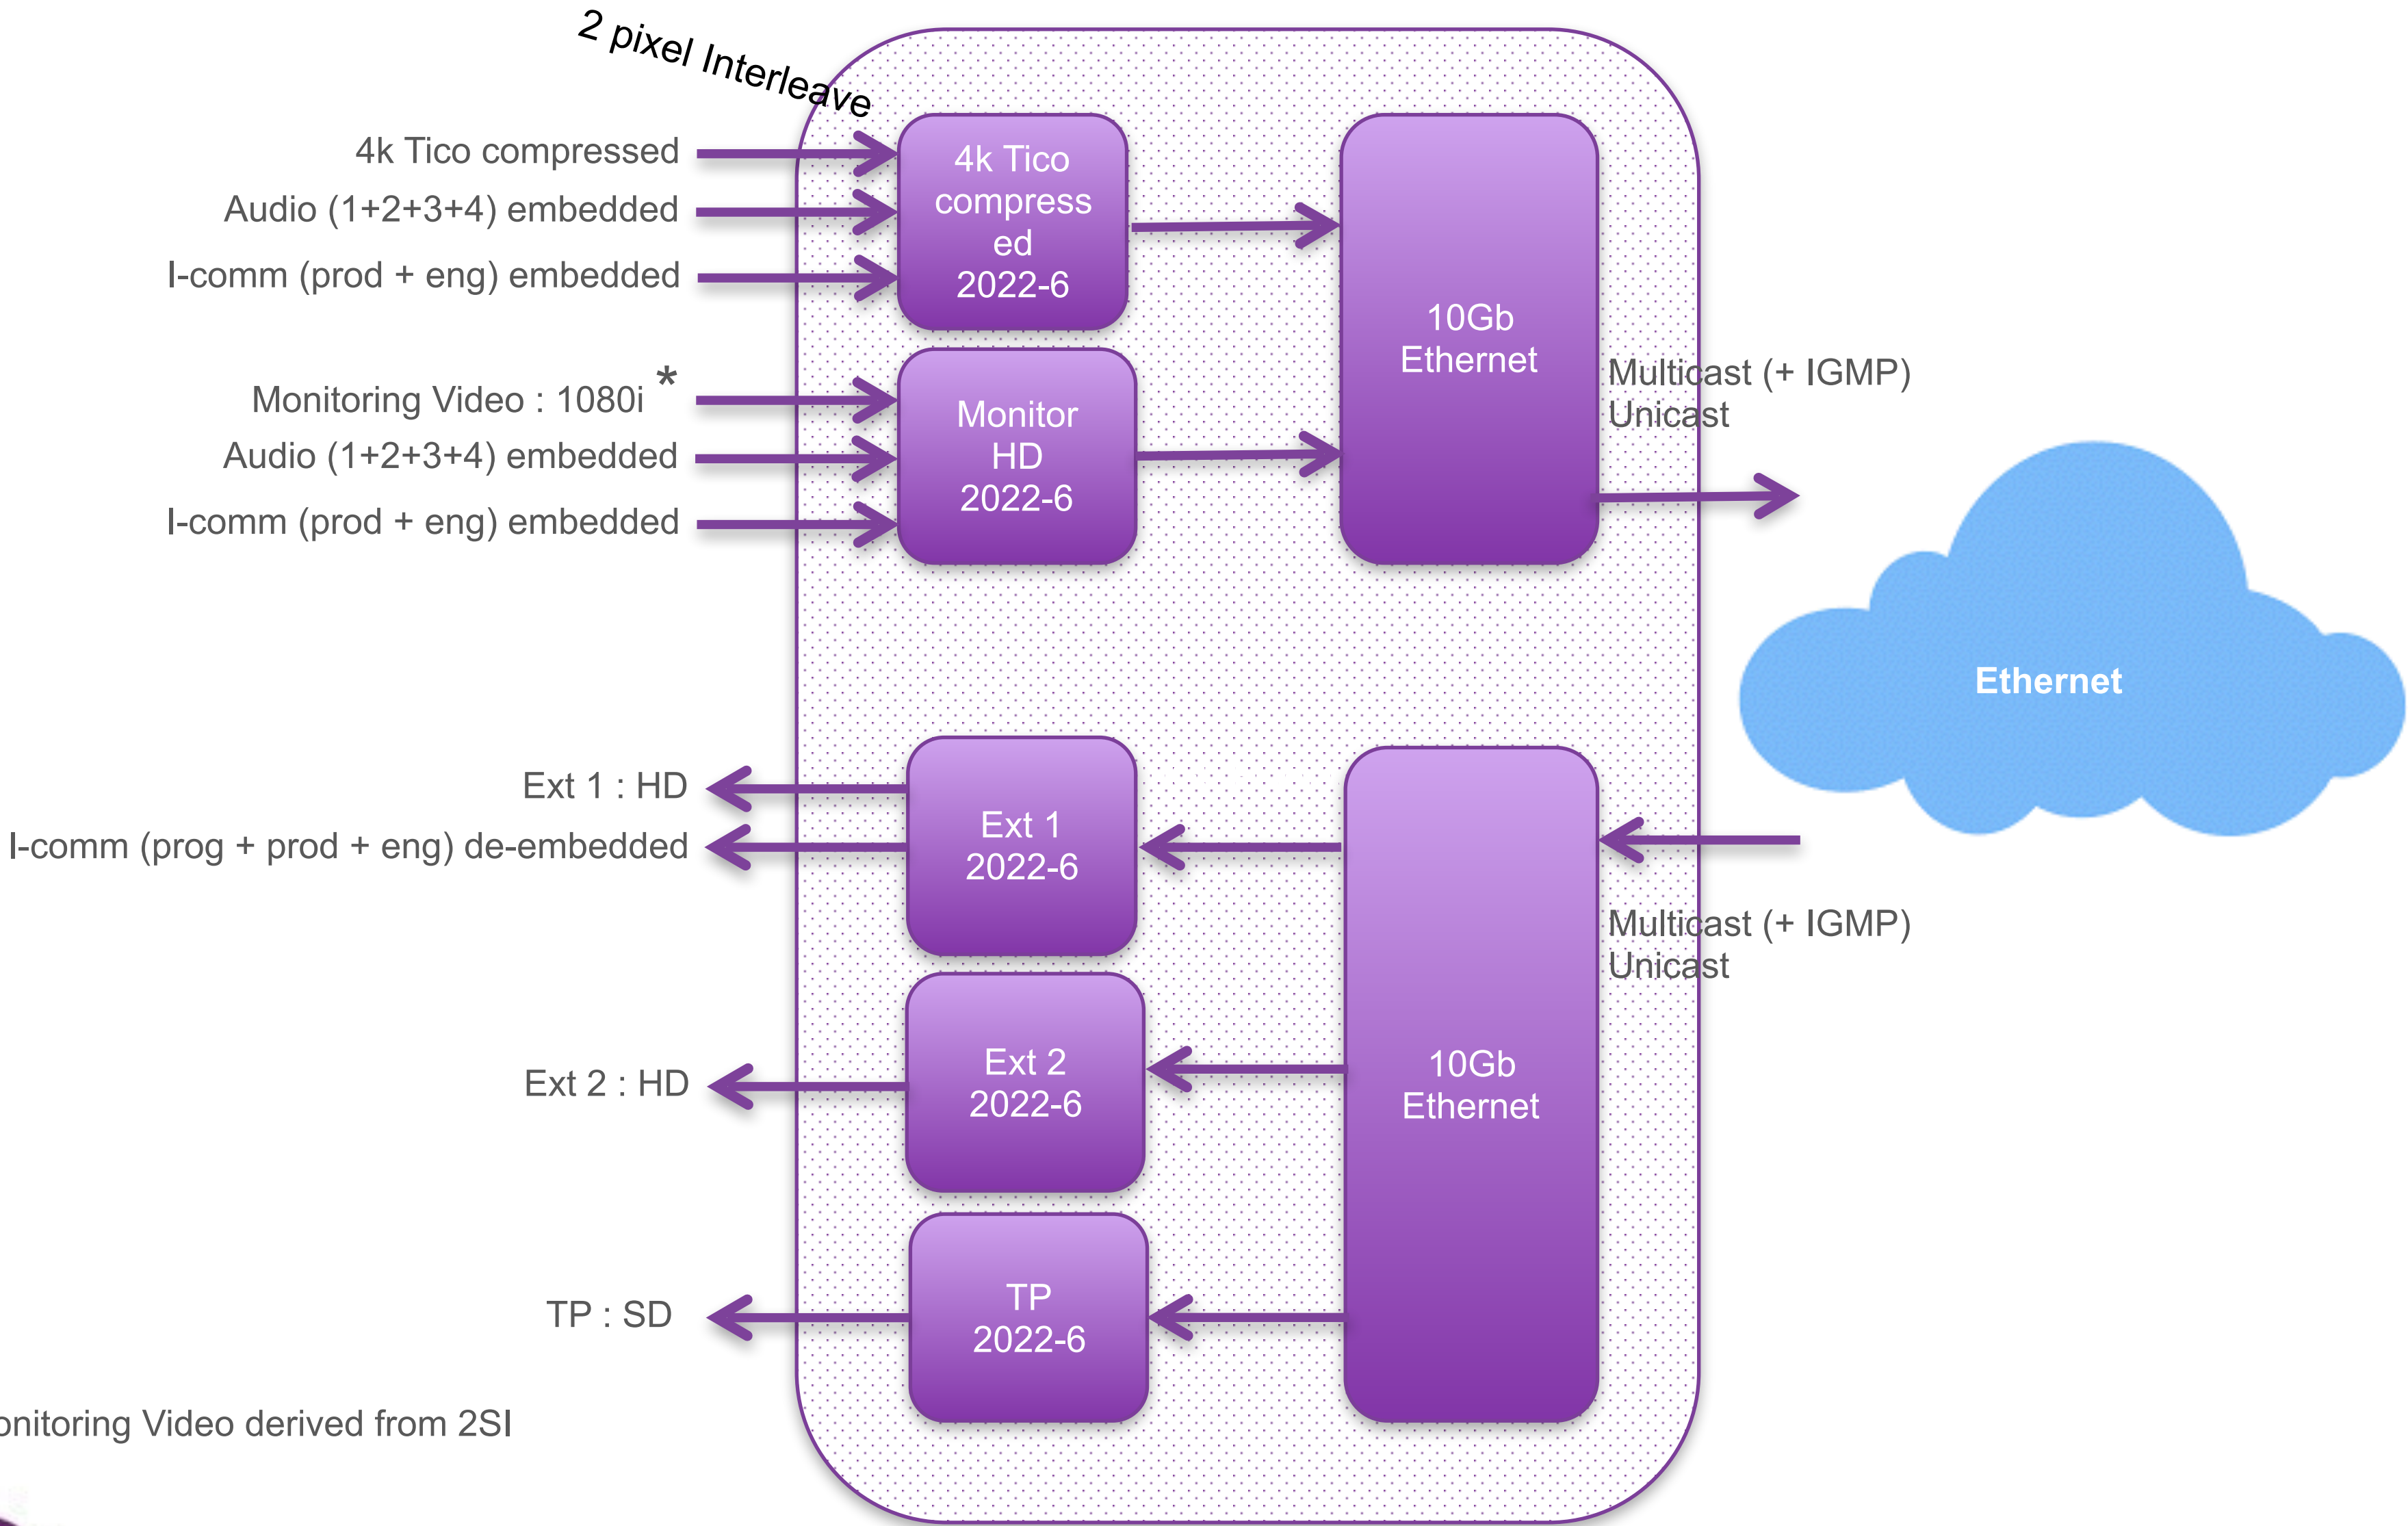 2 pixel Interleave
4k Tico compressed
Audio (1+2+3+4) embedded
I-comm (prod + eng) embedded
4k Tico
compress
ed
2022-6
Monitoring Video : 1080i *
Audio (1+2+3+4) embedded
I-comm (prod + eng) embedded
Monitor
HD
2022-6
10Gb
Ethernet
Multicast (+ IGMP)
Unicast
Ethernet
Ext 1 : HD
I-comm (prog + prod + eng) de-embedded
Ext 1
2022-6
Ext 2 : HD
Ext 2
2022-6
TP : SD
TP
2022-6
10Gb
Ethernet
Multicast (+ IGMP)
Unicast
Video derived from 2SI